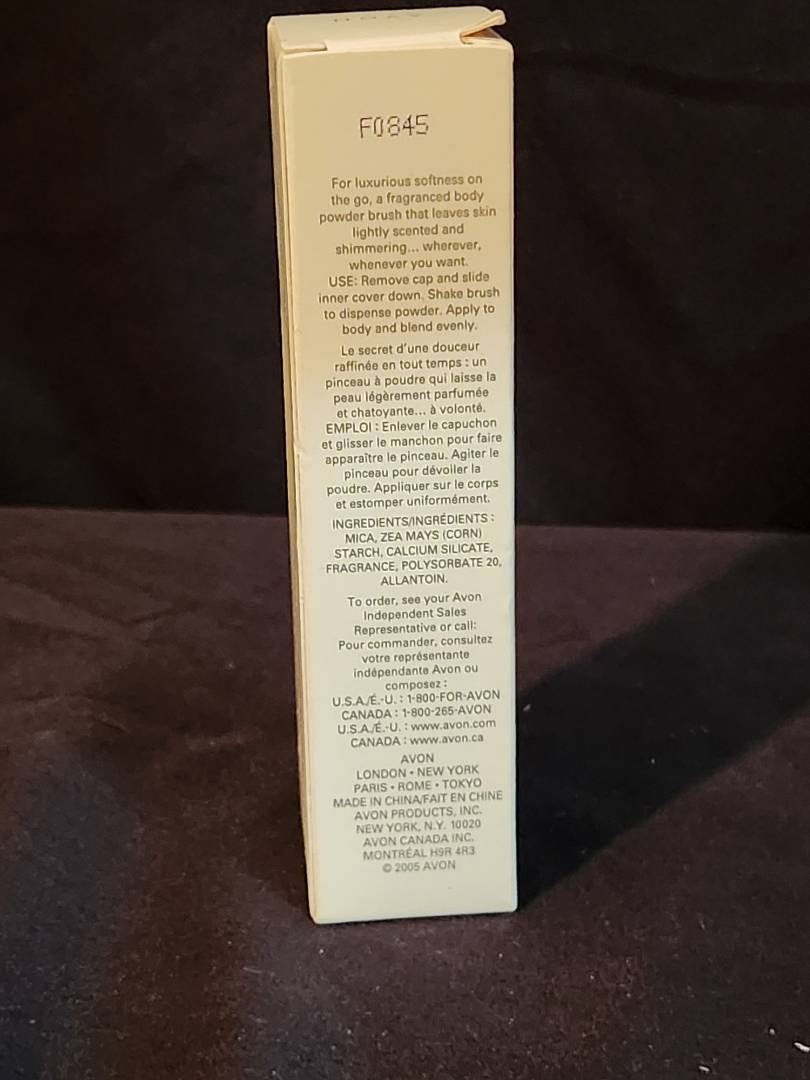 AVON
F0845
For luxurious softness on
the go, a fragranced body
powder brush that leaves skin
lightly scented and
shimmering... wherever,
whenever you want.
USE: Remove cap and slide
inner cover down. Shake brush
to dispense powder. Apply to
body and blend evenly.
Le secret d'une douceur
raffinée en tout temps : un
pinceau à poudre qui laisse la
peau légèrement parfumée
et chatoyante... à volonté.
EMPLOI : Enlever le capuchon
et glisser le manchon pour faire
apparaître le pinceau. Agiter le
pinceau pour dévoiler la
poudre. Appliquer sur le corps
et estomper uniformément.
INGREDIENTS/INGRÉDIENTS :
MICA, ZEA MAYS (CORN)
STARCH, CALCIUM SILICATE,
FRAGRANCE, POLYSORBATE 20,
ALLANTOIN.
To order, see your Avon
Independent Sales
Representative or call:
Pour commander, consultez
votre représentante
indépendante Avon ou
composez :
U.S.A./É.-U. : 1-800-FOR-AVON
CANADA : 1-800-265-AVON
U.S.A./É.-U. : www.avon.com
CANADA : www.avon.ca
AVON
LONDON • NEW YORK
PARIS • ROME • TOKYO
MADE IN CHINA/FAIT EN CHINE
AVON PRODUCTS, INC.
NEW YORK, N.Y. 10020
AVON CANADA INC.
MONTRÉAL H9R 4R3
© 2005 AVON